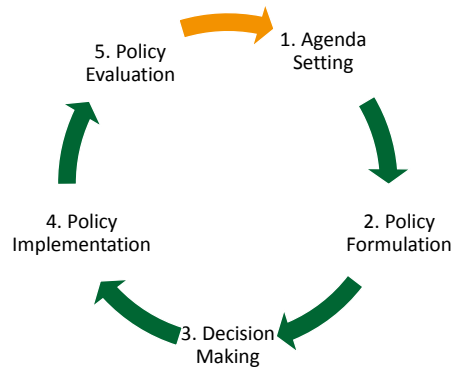 1. Agenda
Setting
2. Policy
Formulation
3. Decision
Making
4. Policy
Implementation
5. Policy
Evaluation